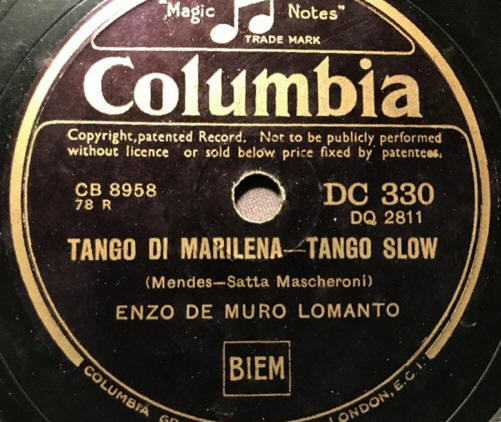 "Magic Notes"
TRADE MARK
Columbia
Copyright, patented Record. Not to be publicly performed
without licence or sold below price fixed by patentees.
CB 8958 DC 330
78 R DQ 2811
TANGO DI MARILENA—TANGO SLOW
(Mendes—Satta Mascheroni)
ENZO DE MURO LOMANTO
BIEM
COLUMBIA LONDON, E.C.1.